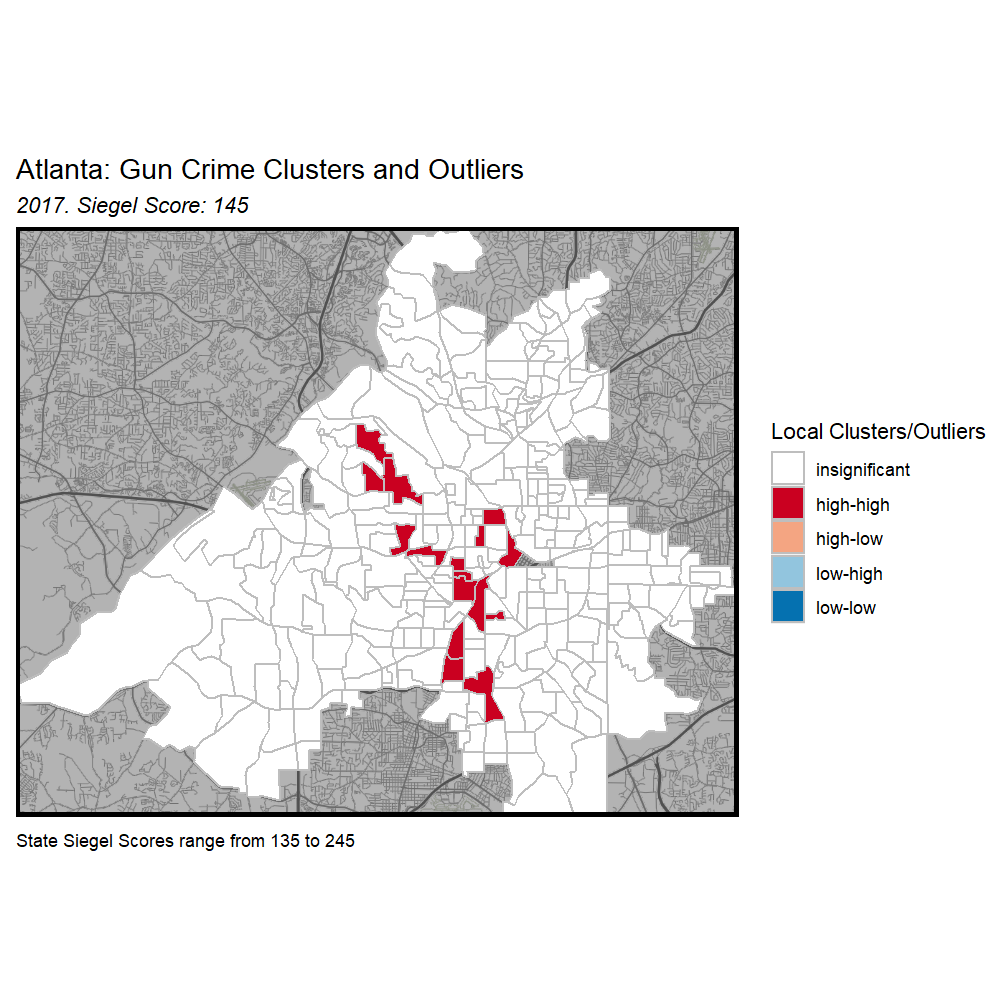 Atlanta: Gun Crime Clusters and Outliers
2017. Siegel Score: 145
Local Clusters/Outliers
insignificant
high-high
high-low
low-high
low-low
State Siegel Scores range from 135 to 245